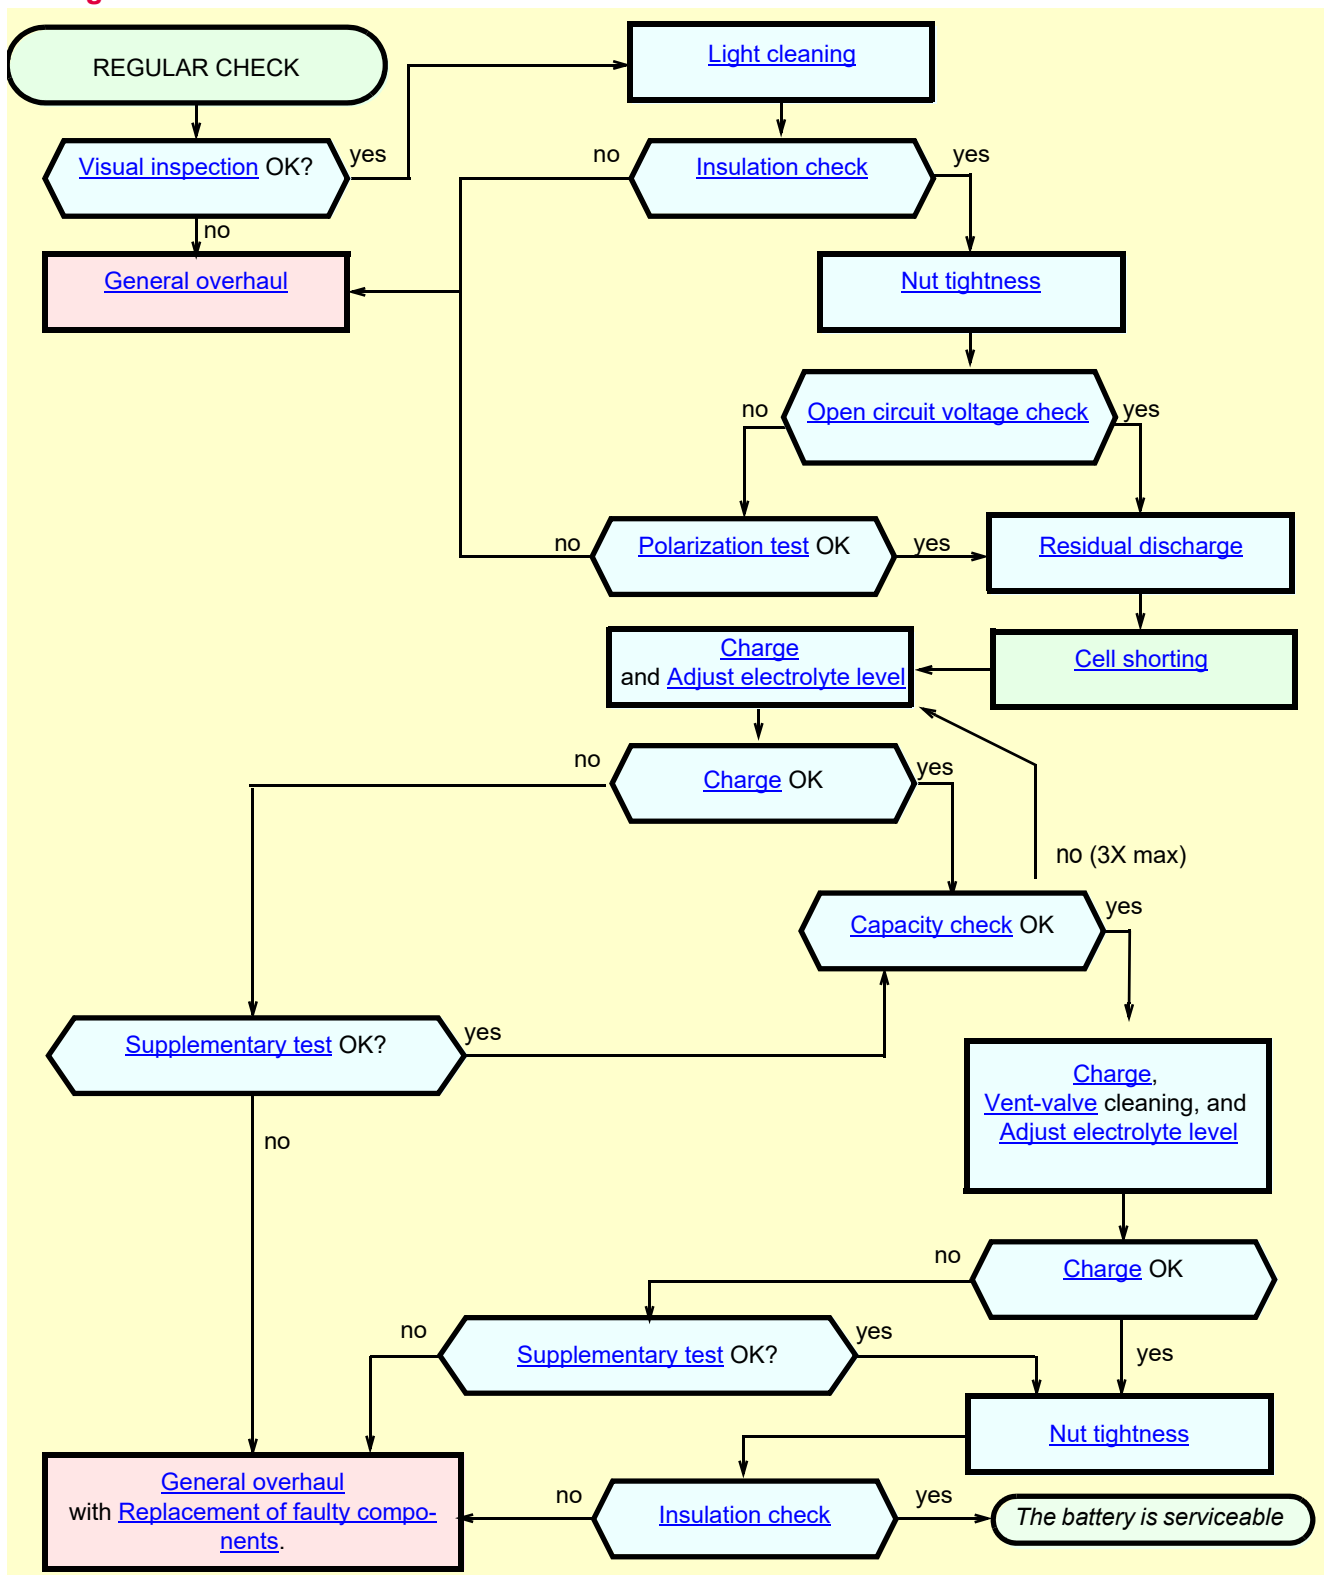 REGULAR CHECK
Light cleaning
Visual inspection OK?
yes
no
Insulation check
yes
no
General overhaul
Nut tightness
no
Open circuit voltage check
yes
no
Polarization test OK
yes
Residual discharge
Charge
and Adjust electrolyte level
Cell shorting
no
Charge OK
yes
no (3X max)
Capacity check OK
yes
Supplementary test OK?
yes
no
Charge,
Vent-valve cleaning, and
Adjust electrolyte level
no
Charge OK
yes
no
Supplementary test OK?
yes
Nut tightness
General overhaul
with Replacement of faulty compo-
nents.
no
Insulation check
yes
The battery is serviceable